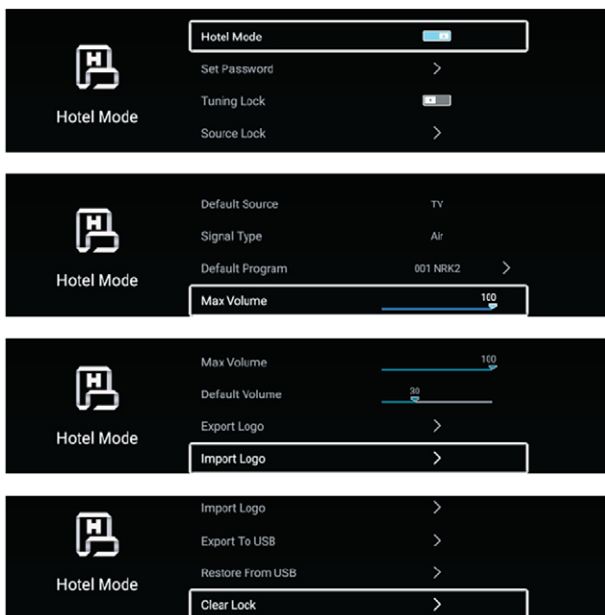 Hotel Mode
Set Password
Tuning Lock
Source Lock
H
Hotel Mode
Default Source TV
Signal Type Air
Default Program 001 NRK2
Max Volume 100
H
Hotel Mode
Max Volume 100
Default Volume 30
Export Logo
Import Logo
H
Hotel Mode
Import Logo
Export To USB
Restore From USB
Clear Lock
H
Hotel Mode